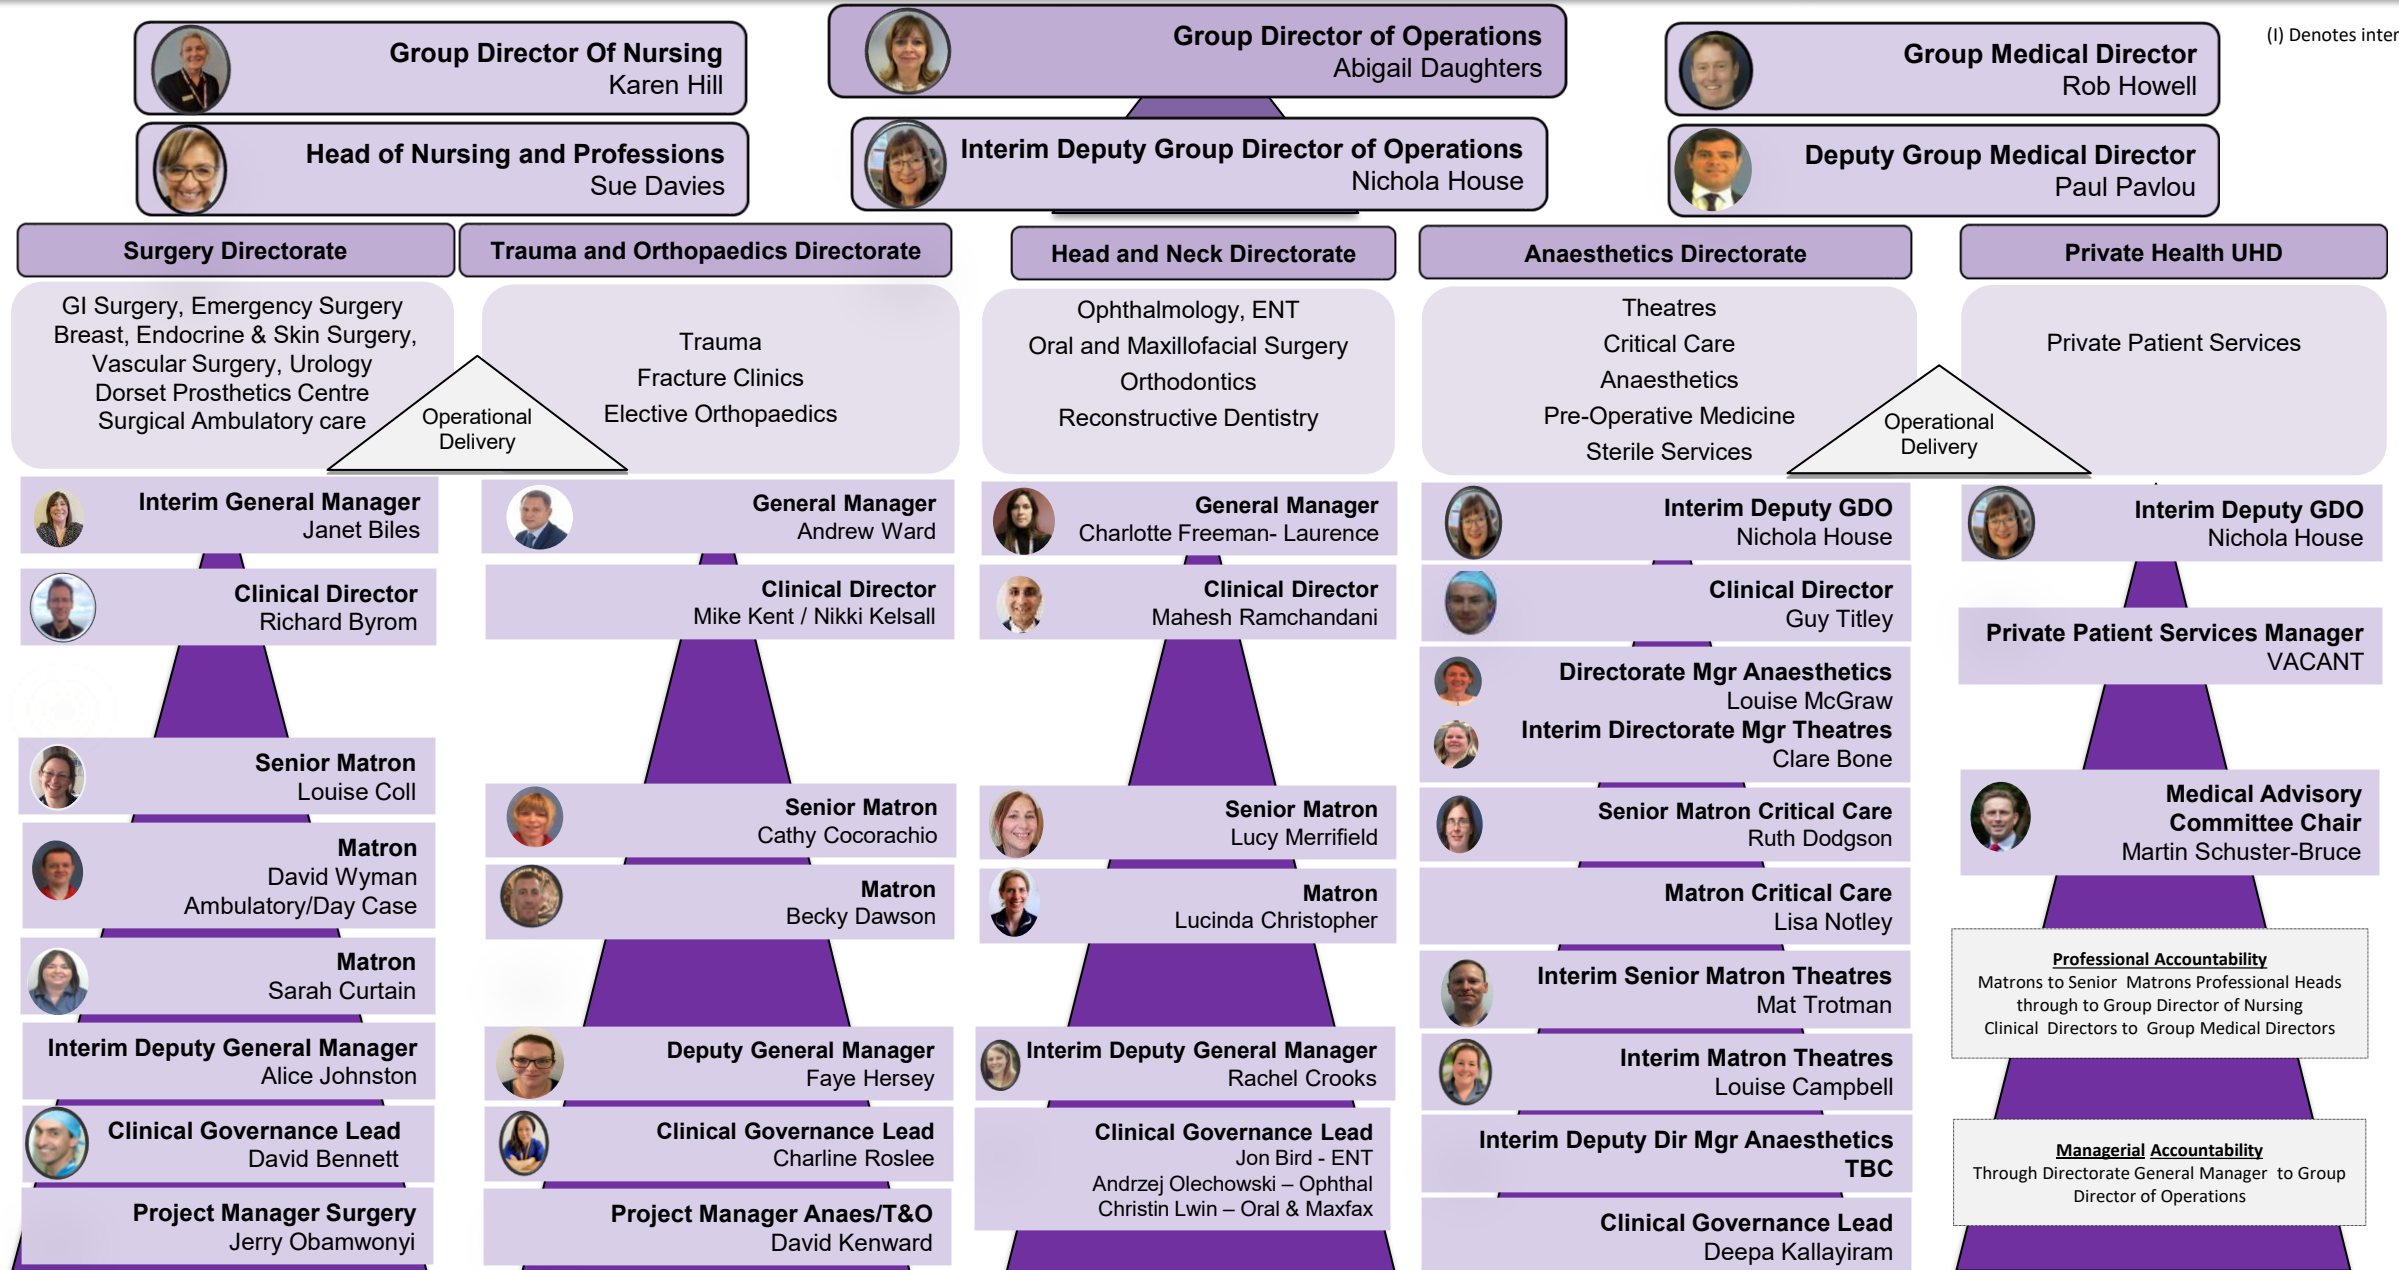 (I) Denotes inter
Group Director Of Nursing
Karen Hill
Group Director of Operations
Abigail Daughters
Group Medical Director
Rob Howell
Head of Nursing and Professions
Sue Davies
Interim Deputy Group Director of Operations
Nichola House
Deputy Group Medical Director
Paul Pavlou
Surgery Directorate
GI Surgery, Emergency Surgery
Breast, Endocrine & Skin Surgery,
Vascular Surgery, Urology
Dorset Prosthetics Centre
Surgical Ambulatory care
Operational
Delivery
Interim General Manager
Janet Biles
Clinical Director
Richard Byrom
Senior Matron
Louise Coll
Matron
David Wyman
Ambulatory/Day Case
Matron
Sarah Curtain
Interim Deputy General Manager
Alice Johnston
Clinical Governance Lead
David Bennett
Project Manager Surgery
Jerry Obamwonyi
Trauma and Orthopaedics Directorate
Trauma
Fracture Clinics
Elective Orthopaedics
General Manager
Andrew Ward
Clinical Director
Mike Kent / Nikki Kelsall
Senior Matron
Cathy Cocorachio
Matron
Becky Dawson
Deputy General Manager
Faye Hersey
Clinical Governance Lead
Charline Roslee
Project Manager Anaes/T&O
David Kenward
Head and Neck Directorate
Ophthalmology, ENT
Oral and Maxillofacial Surgery
Orthodontics
Reconstructive Dentistry
General Manager
Charlotte Freeman- Laurence
Clinical Director
Mahesh Ramchandani
Senior Matron
Lucy Merrifield
Matron
Lucinda Christopher
Interim Deputy General Manager
Rachel Crooks
Clinical Governance Lead
Jon Bird - ENT
Andrzej Olechowski – Ophthal
Christin Lwin – Oral & Maxfax
Anaesthetics Directorate
Theatres
Critical Care
Anaesthetics
Pre-Operative Medicine
Sterile Services
Operational
Delivery
Interim Deputy GDO
Nichola House
Clinical Director
Guy Titley
Directorate Mgr Anaesthetics
Louise McGraw
Interim Directorate Mgr Theatres
Clare Bone
Senior Matron Critical Care
Ruth Dodgson
Matron Critical Care
Lisa Notley
Interim Senior Matron Theatres
Mat Trotman
Interim Matron Theatres
Louise Campbell
Interim Deputy Dir Mgr Anaesthetics
TBC
Clinical Governance Lead
Deepa Kallayiram
Private Health UHD
Private Patient Services
Interim Deputy GDO
Nichola House
Private Patient Services Manager
VACANT
Medical Advisory
Committee Chair
Martin Schuster-Bruce
Professional Accountability
Matrons to Senior  Matrons Professional Heads
through to Group Director of Nursing
Clinical  Directors to  Group Medical Directors
Managerial Accountability
Through Directorate General Manager  to Group
Director of Operations